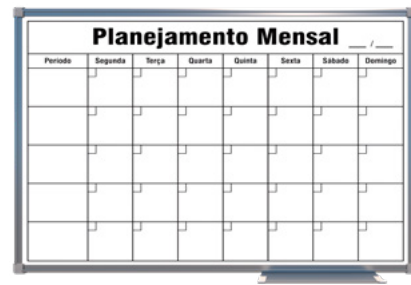 Planejamento Mensal __ /__
Período Segunda Terça Quarta Quinta Sexta Sábado Domingo